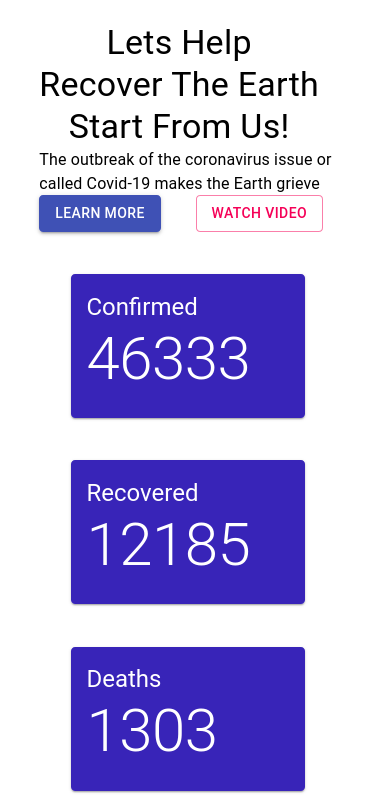 Lets Help
Recover The Earth
Start From Us!
The outbreak of the coronavirus issue or
called Covid-19 makes the Earth grieve
LEARN MORE
WATCH VIDEO
Confirmed
46333
Recovered
12185
Deaths
1303